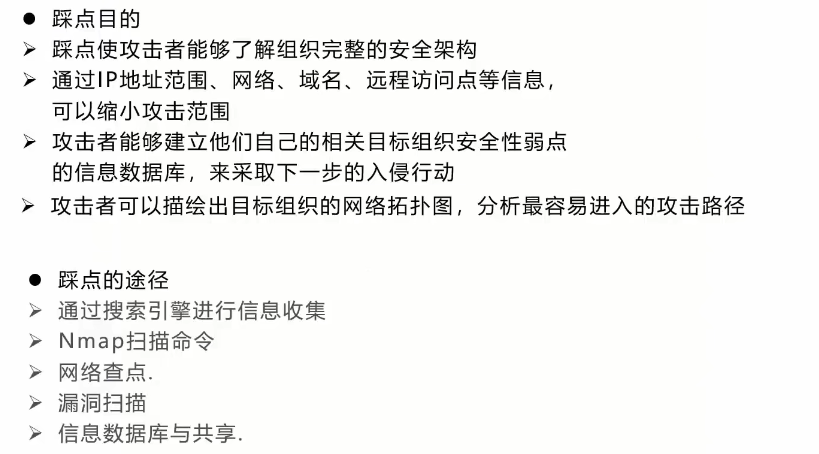 ● 踩点目的
➢ 踩点使攻击者能够了解组织完整的安全架构
➢ 通过IP地址范围、网络、域名、远程访问点等信息，
可以缩小攻击范围
➢ 攻击者能够建立他们自己的相关目标组织安全性弱点
的信息数据库，来采取下一步的入侵行动
➢ 攻击者可以描绘出目标组织的网络拓扑图，分析最容易进入的攻击路径
● 踩点的途径
➢ 通过搜索引擎进行信息收集
➢ Nmap扫描命令
➢ 网络查点.
➢ 漏洞扫描
➢ 信息数据库与共享.